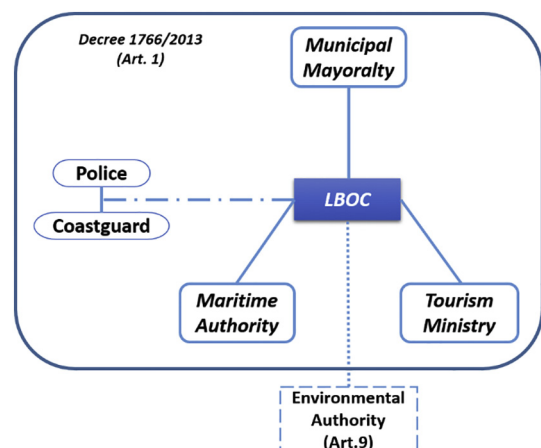 Decree 1766/2013
(Art. 1)
Municipal
Mayoralty
Police
Coastguard
LBOC
Maritime
Authority
Tourism
Ministry
Environmental
Authority
(Art.9)